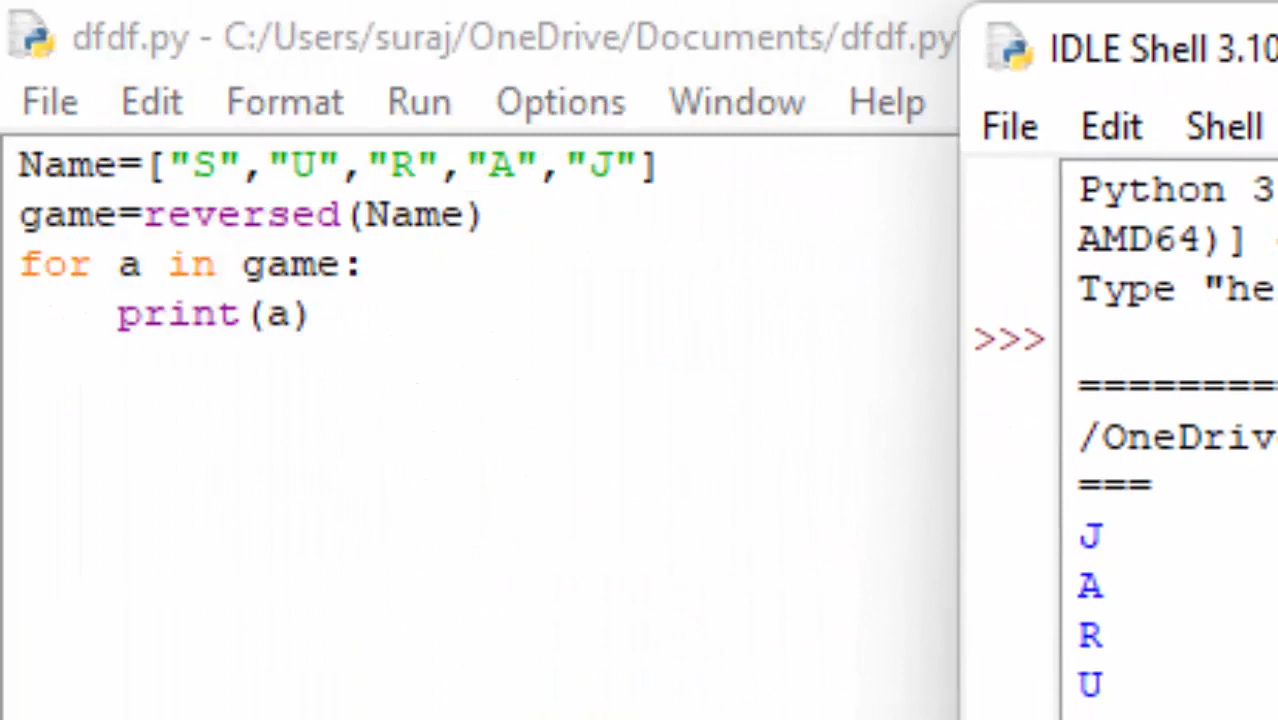 dfdf.py - C:/Users/suraj/OneDrive/Documents/dfdf.py
File Edit Format Run Options Window Help
Name=["S","U","R","A","J"]
game=reversed(Name)
for a in game:
    print(a)
IDLE Shell 3.10
File Edit Shell
Python 3
AMD64)]
Type "he
>>>
=========
/OneDriv
===
J
A
R
U